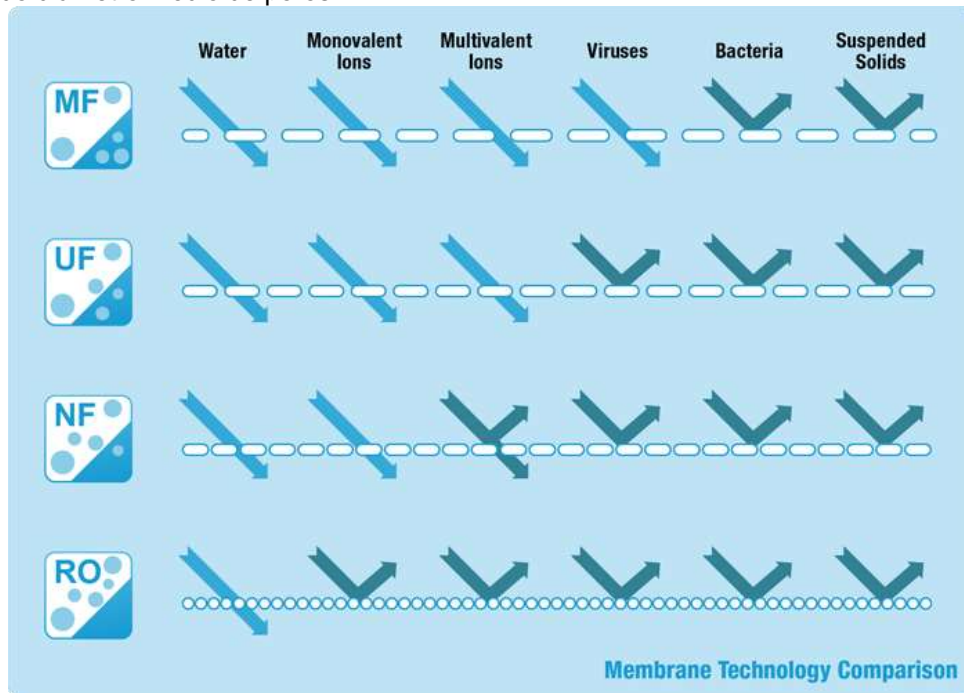 Water
Monovalent
Ions
Multivalent
Ions
Viruses
Bacteria
Suspended
Solids
MF
UF
NF
RO
Membrane Technology Comparison